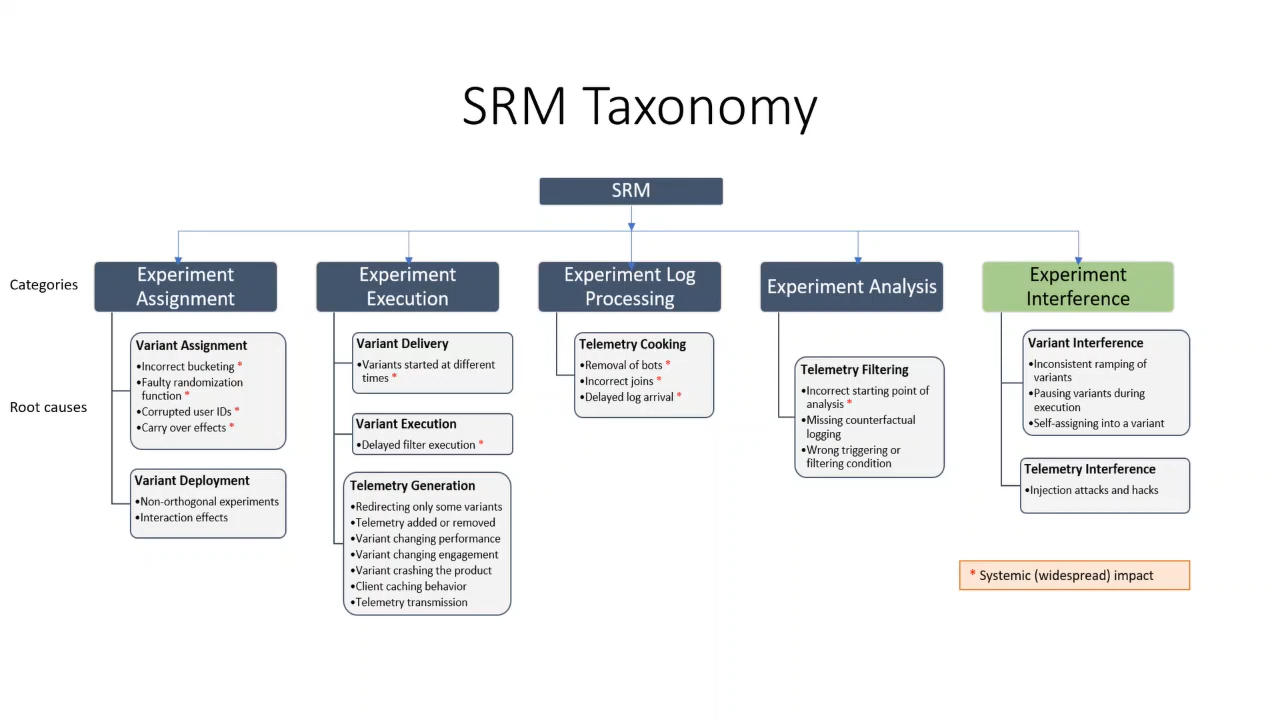 SRM Taxonomy
SRM
Categories
Experiment
Assignment
Experiment
Execution
Experiment Log
Processing
Experiment Analysis
Experiment
Interference
Root causes
Variant Assignment
•Incorrect bucketing *
•Faulty randomization
function *
•Corrupted user IDs *
•Carry over effects *
Variant Deployment
•Non-orthogonal experiments
•Interaction effects
Variant Delivery
•Variants started at different
times *
Variant Execution
•Delayed filter execution *
Telemetry Generation
•Redirecting only some variants
•Telemetry added or removed
•Variant changing performance
•Variant changing engagement
•Variant crashing the product
•Client caching behavior
•Telemetry transmission
Telemetry Cooking
•Removal of bots *
•Incorrect joins *
•Delayed log arrival *
Telemetry Filtering
•Incorrect starting point of
analysis *
•Missing counterfactual
logging
•Wrong triggering or
filtering condition
Variant Interference
•Inconsistent ramping of
variants
•Pausing variants during
execution
•Self-assigning into a variant
Telemetry Interference
•Injection attacks and hacks
* Systemic (widespread) impact